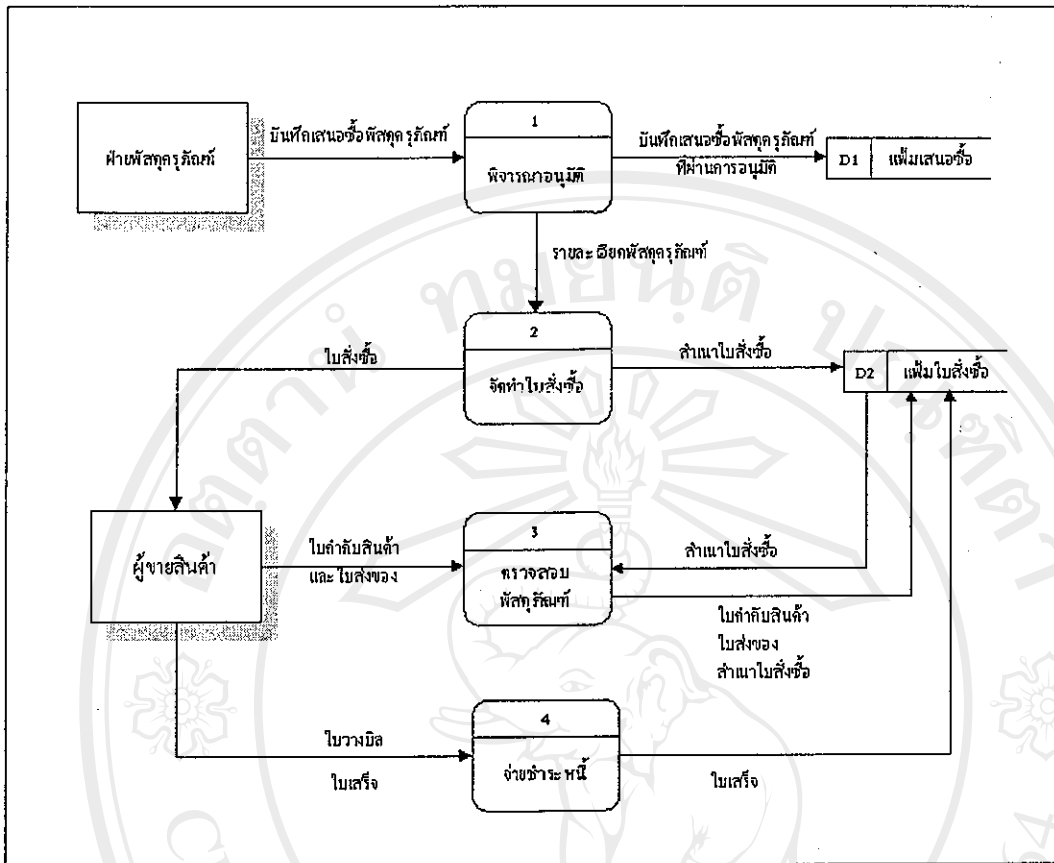 1
ฝ่ายพัสดุครุภัณฑ์
บันทึกเสนอซื้อพัสดุครุภัณฑ์
พิจารณาอนุมัติ
บันทึกเสนอซื้อพัสดุครุภัณฑ์
ที่ผ่านการอนุมัติ
D1 แฟ้มเสนอซื้อ
รายละเอียดพัสดุครุภัณฑ์
2
ใบสั่งซื้อ
จัดทำใบสั่งซื้อ
สำเนาใบสั่งซื้อ
D2 แฟ้มใบสั่งซื้อ
3
ผู้ขายสินค้า
ใบกำกับสินค้า
และ ใบส่งของ
ตรวจสอบ
พัสดุภัณฑ์
สำเนาใบสั่งซื้อ
ใบกำกับสินค้า
ใบส่งของ
สำเนาใบสั่งซื้อ
4
ใบวางบิล
ใบเสร็จ
จ่ายชำระหนี้
ใบเสร็จ